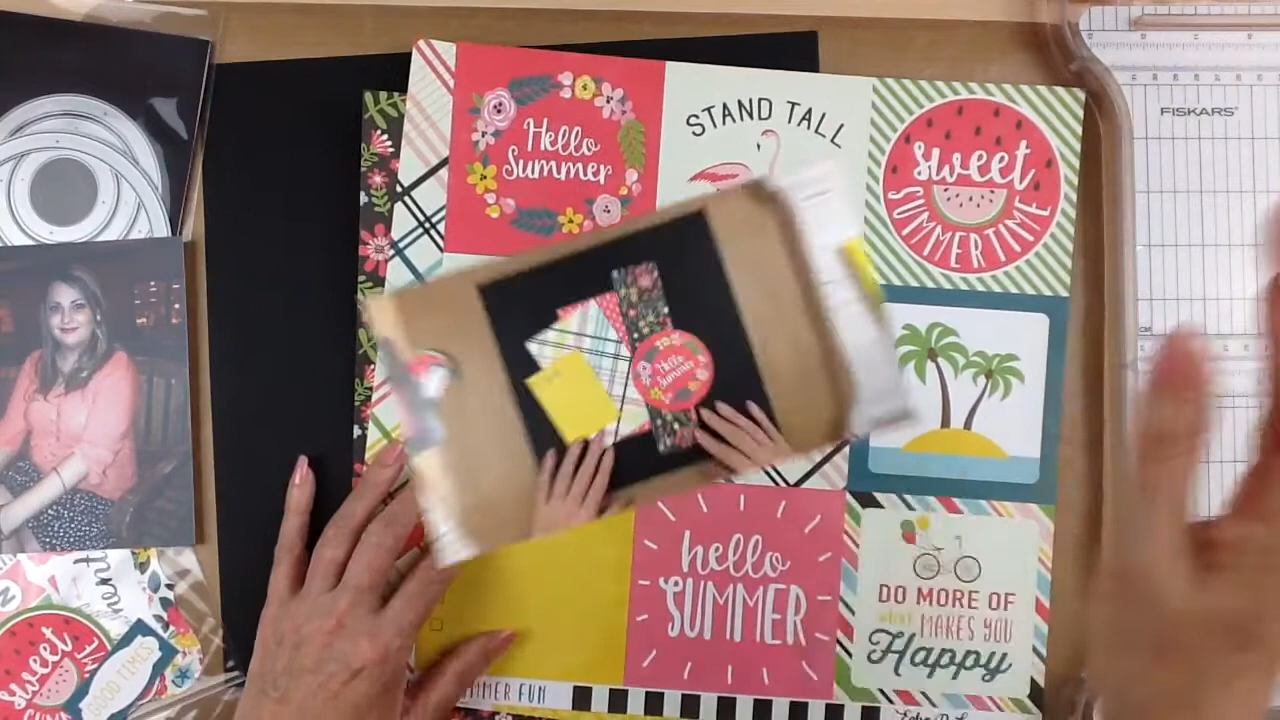 Hello
Summer
STAND TALL
sweet
SUMMERTIME
FISKARS
Hello
Summer
hello
SUMMER
DO MORE OF
WHAT MAKES YOU
Happy
SUMMER FUN
sweet
GOOD TIMES